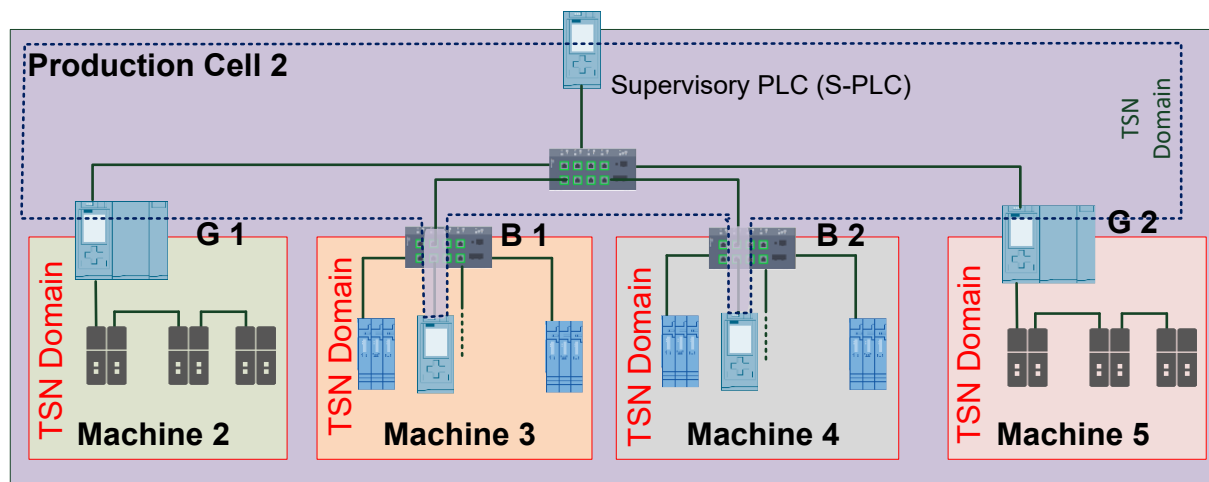 Production Cell 2
Supervisory PLC (S-PLC)
TSN
Domain
G 1
B 1
B 2
G 2
TSN Domain
Machine 2
TSN Domain
Machine 3
TSN Domain
Machine 4
TSN Domain
Machine 5